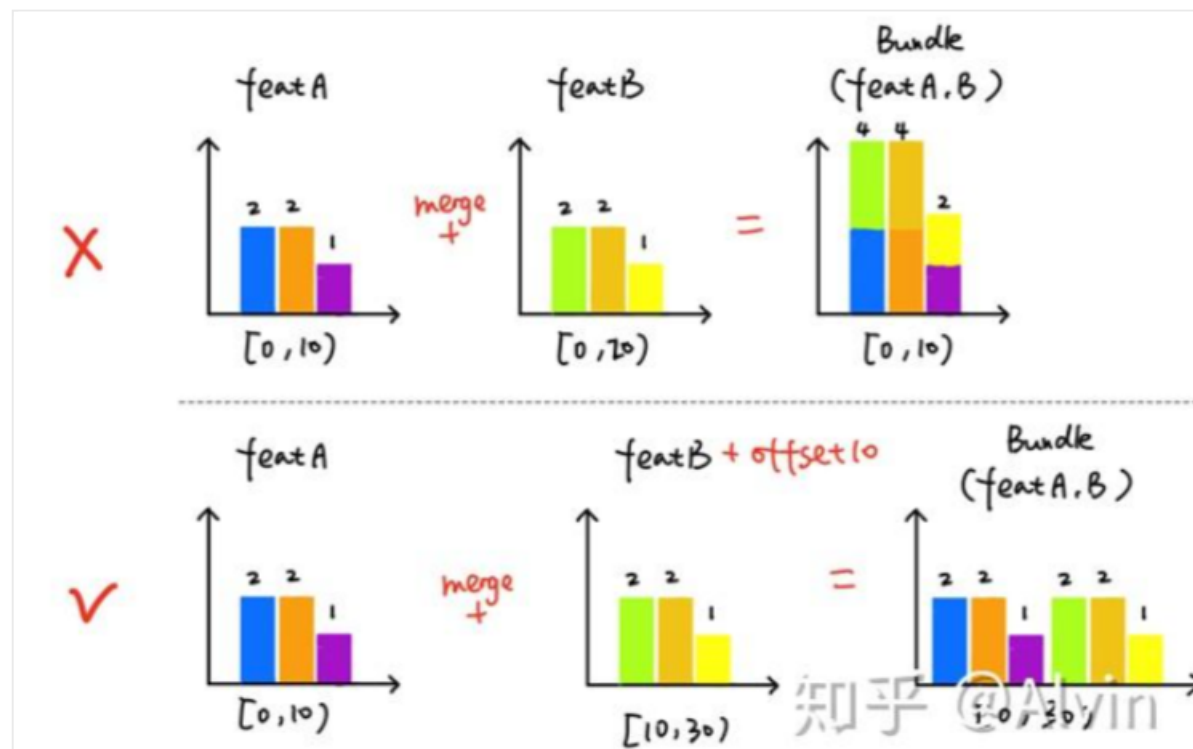 Bundle
featA featB (featA.B)
4 4
2 2 1 merge + 2 2 1 = 2
X
[0,10) [0,20) [0,10)
featA featB + offset10 Bundle
(featA.B)
2 2 1 merge + 2 2 1 = 2 2 1 2 2 1
[0,10) [10,30)
知乎 @Alvin